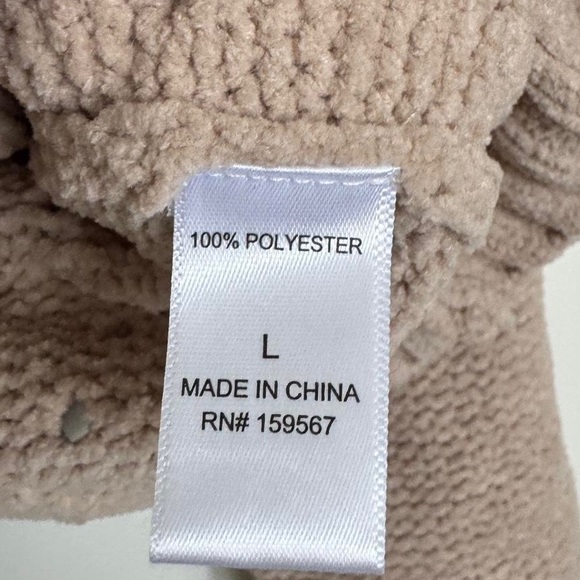 100% POLYESTER
L
MADE IN CHINA
RN# 159567